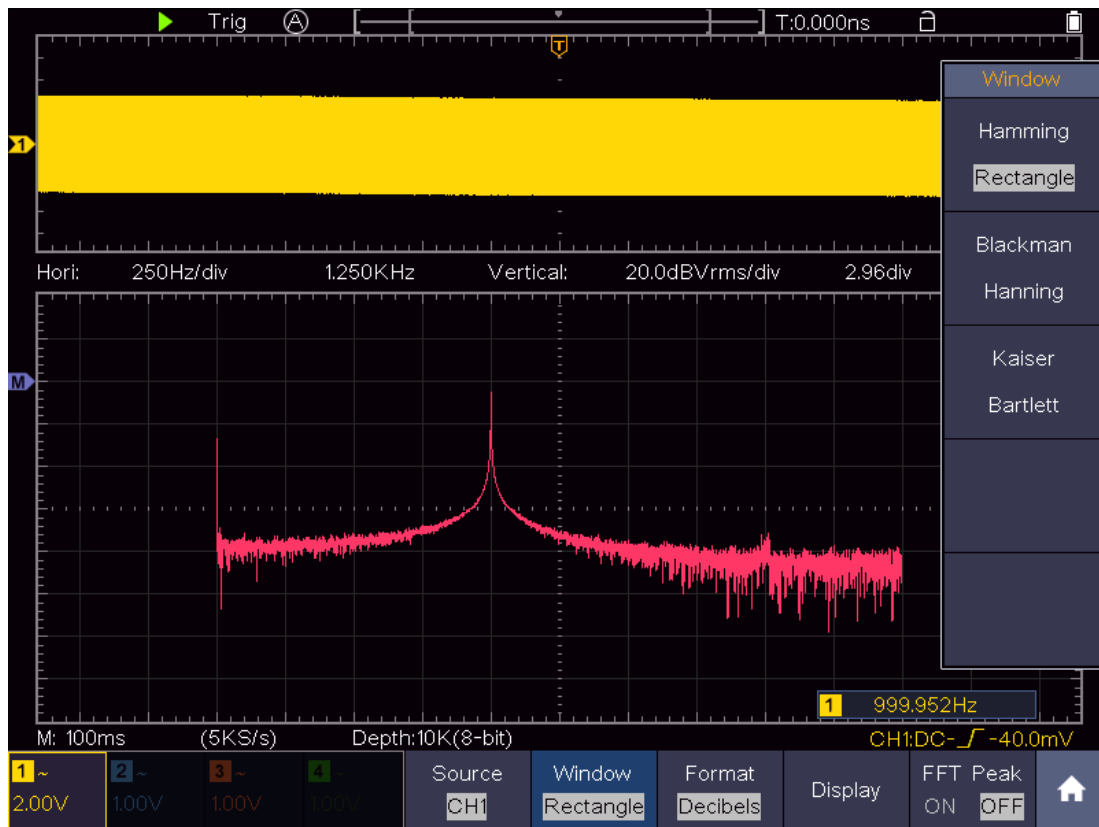 Trig A T:0.000ns
T
Window
Hamming
1
Rectangle
Blackman
Hori: 250Hz/div 1.250KHz Vertical: 20.0dBVrms/div 2.96div
Hanning
Kaiser
M
Bartlett
1 999.952Hz
M: 100ms (5KS/s) Depth:10K(8-bit) CH1:DC- -40.0mV
1 ~ 2 ~ 3 ~ 4 ~ Source Window Format Display FFT Peak
2.00V 1.00V 1.00V 1.00V CH1 Rectangle Decibels ON OFF